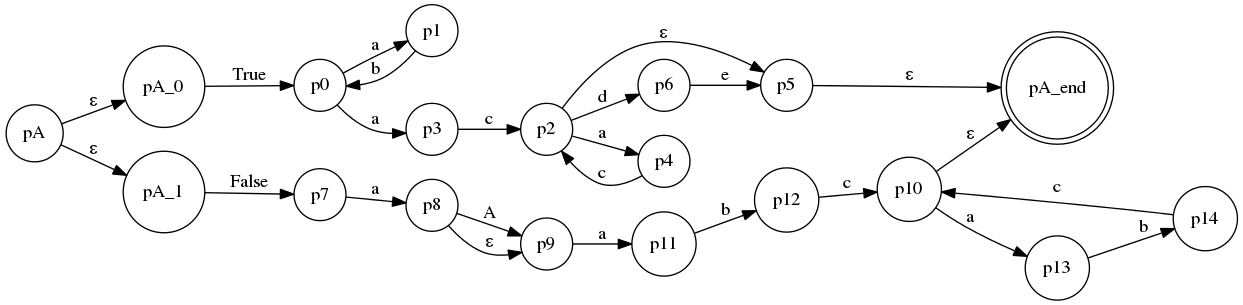 pA
ε
ε
pA_0
pA_1
True
False
p0
p7
a
b
a
a
p1
p3
p8
c
A
ε
p2
p9
ε
d
a
c
a
p6
p4
p11
e
b
p5
p12
ε
c
p10
ε
a
c
pA_end
p13
b
p14